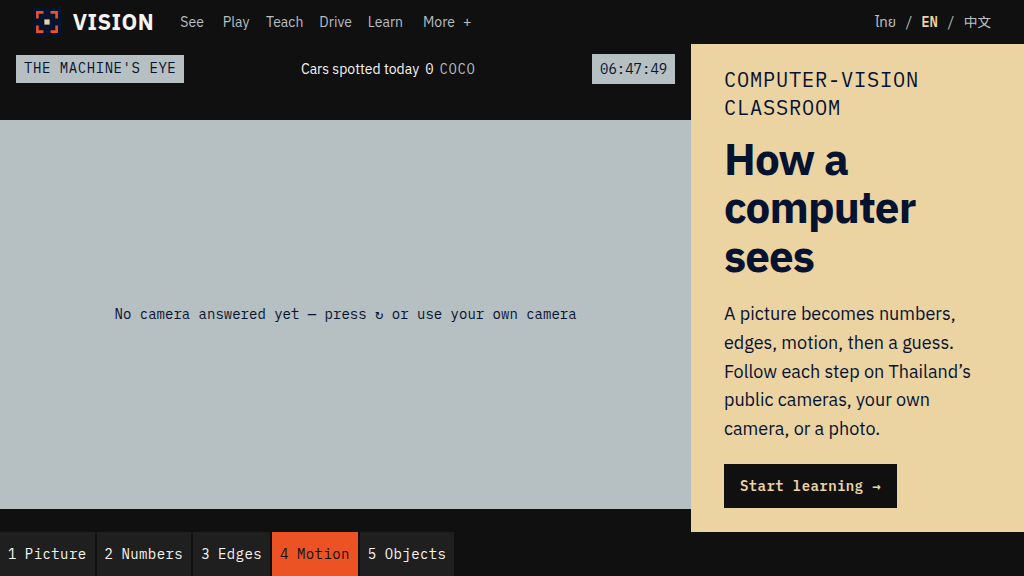 VISION See Play Teach Drive Learn More + ไทย / EN / 中文
THE MACHINE'S EYE Cars spotted today 0 COCO 06:47:49
No camera answered yet — press ↻ or use your own camera
1 Picture 2 Numbers 3 Edges 4 Motion 5 Objects
COMPUTER-VISION
CLASSROOM
How a
computer
sees
A picture becomes numbers,
edges, motion, then a guess.
Follow each step on Thailand’s
public cameras, your own
camera, or a photo.
Start learning →